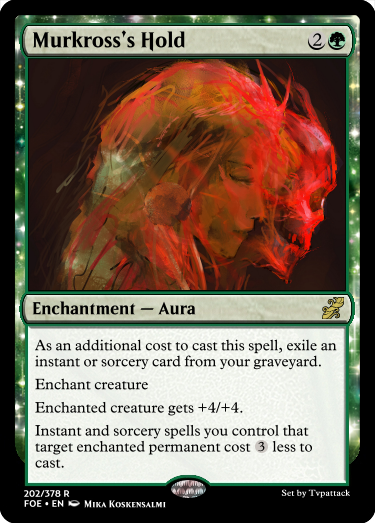 Murkross's Hold 2
Enchantment — Aura
As an additional cost to cast this spell, exile an
instant or sorcery card from your graveyard.
Enchant creature
Enchanted creature gets +4/+4.
Instant and sorcery spells you control that
target enchanted permanent cost 3 less to
cast.
202/378 R
FOE • EN Mika Koskensalmi
Set by Tvpattack